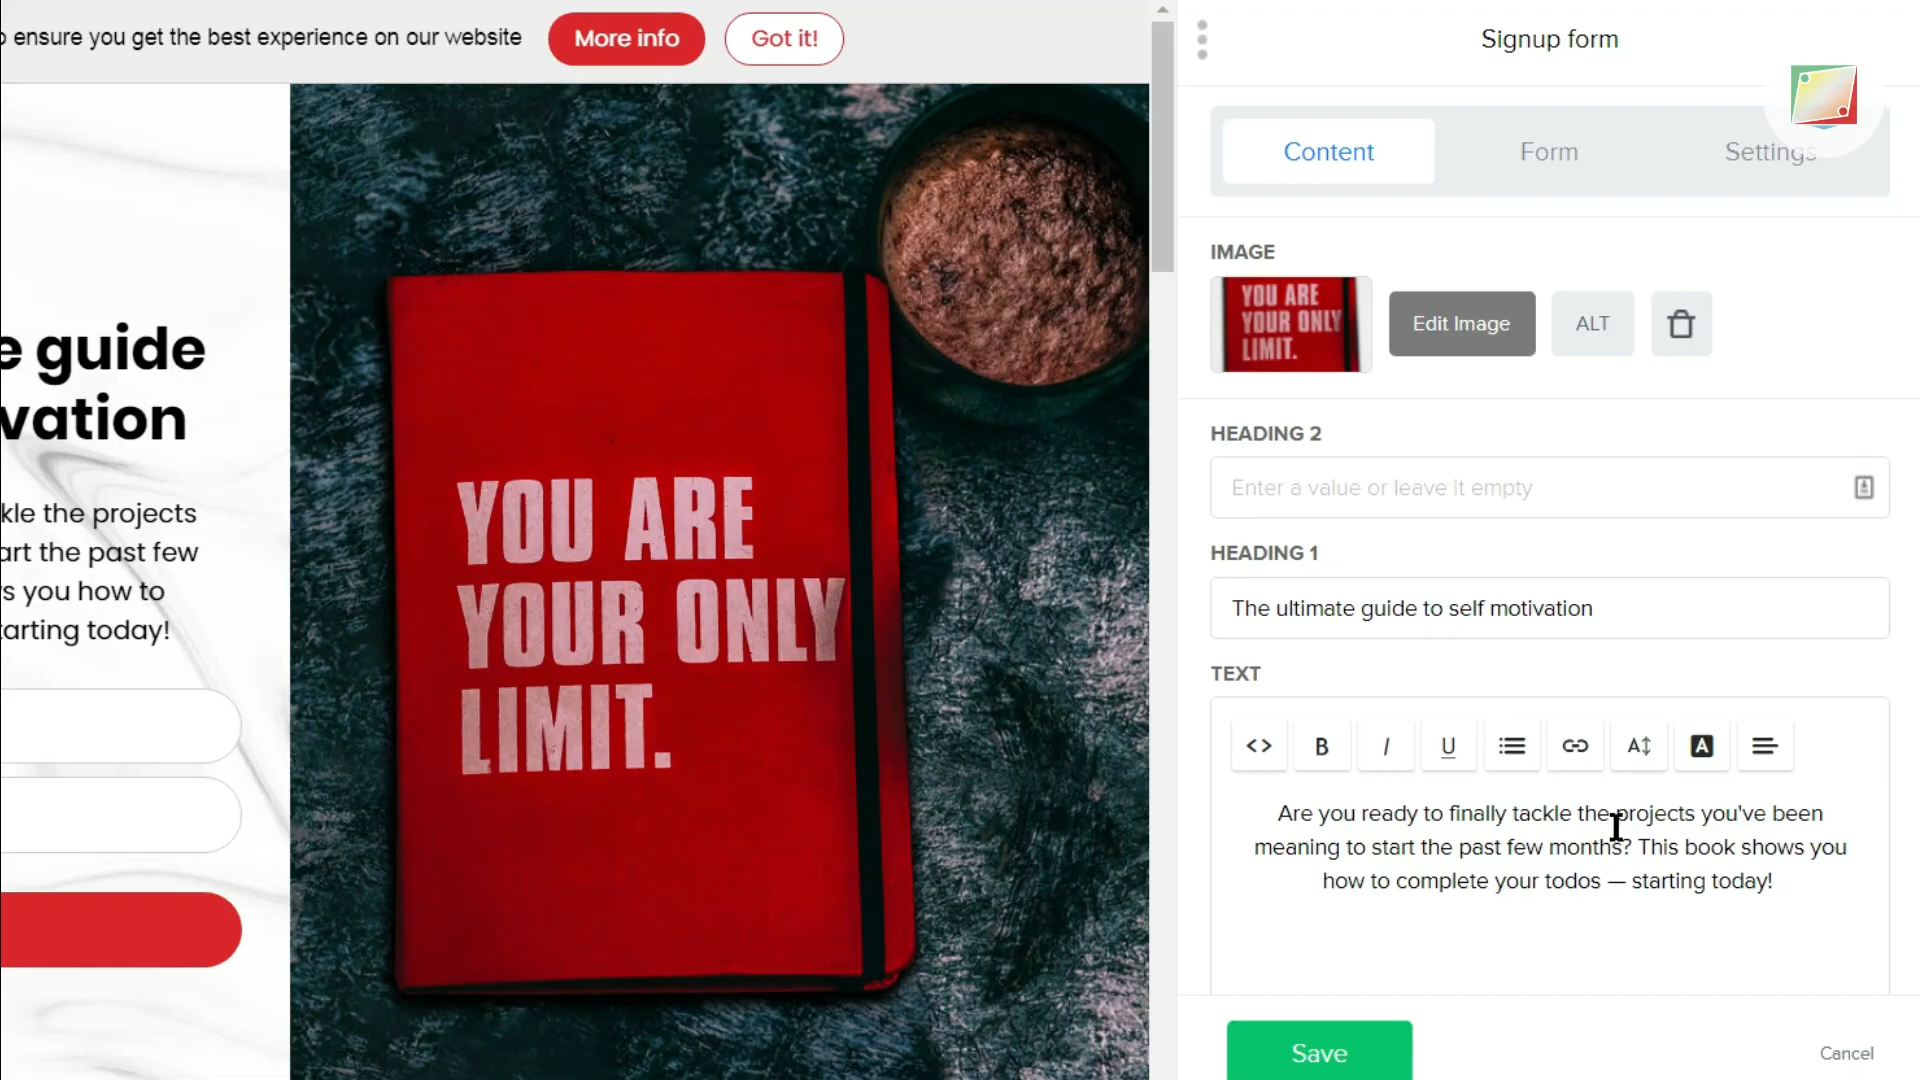 ensure you get the best experience on our website
More info
Got it!
guide
vation
the projects
the past few
you how to
today!
YOU ARE
YOUR ONLY
LIMIT.
Signup form
Content
Form
Settings
IMAGE
YOU ARE
YOUR ONLY
LIMIT.
Edit Image
ALT
HEADING 2
Enter a value or leave it empty
HEADING 1
The ultimate guide to self motivation
TEXT
<> B I U A A
Are you ready to finally tackle the projects you've been
meaning to start the past few months? This book shows you
how to complete your todos — starting today!
Save
Cancel